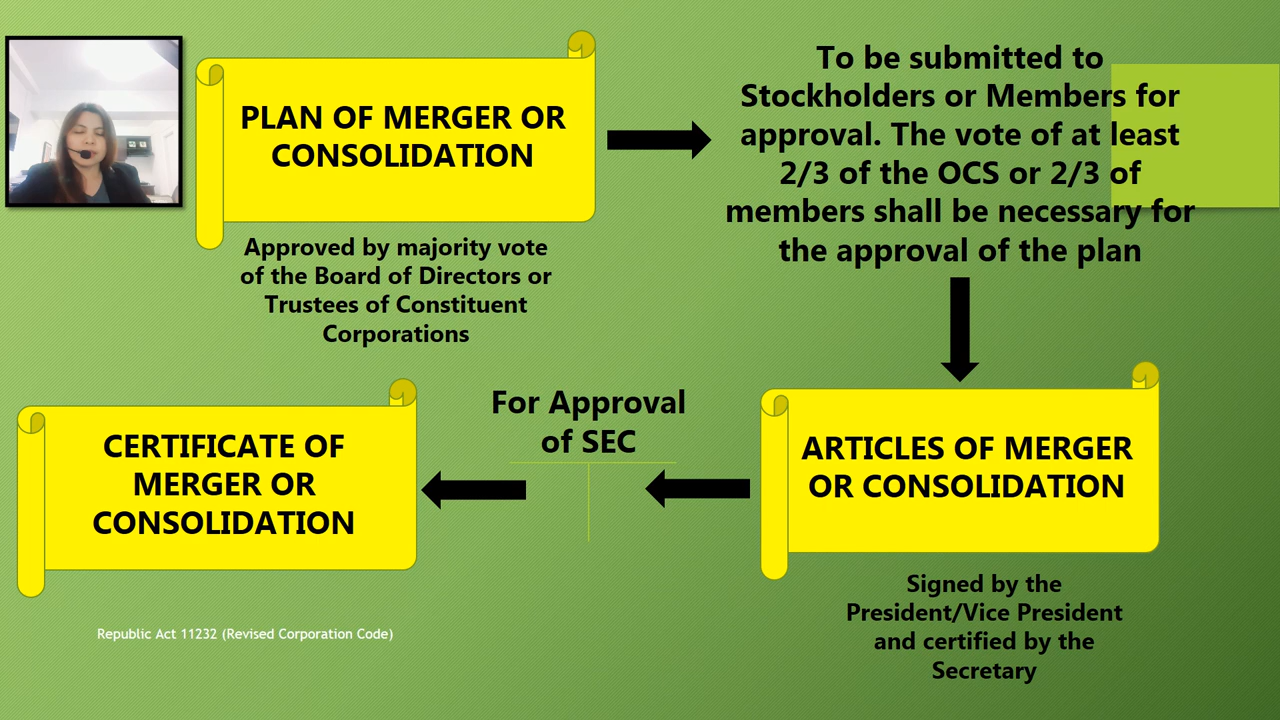 PLAN OF MERGER OR
CONSOLIDATION
Approved by majority vote
of the Board of Directors or
Trustees of Constituent
Corporations
To be submitted to
Stockholders or Members for
approval. The vote of at least
2/3 of the OCS or 2/3 of
members shall be necessary for
the approval of the plan
ARTICLES OF MERGER
OR CONSOLIDATION
Signed by the
President/Vice President
and certified by the
Secretary
For Approval
of SEC
CERTIFICATE OF
MERGER OR
CONSOLIDATION
Republic Act 11232 (Revised Corporation Code)